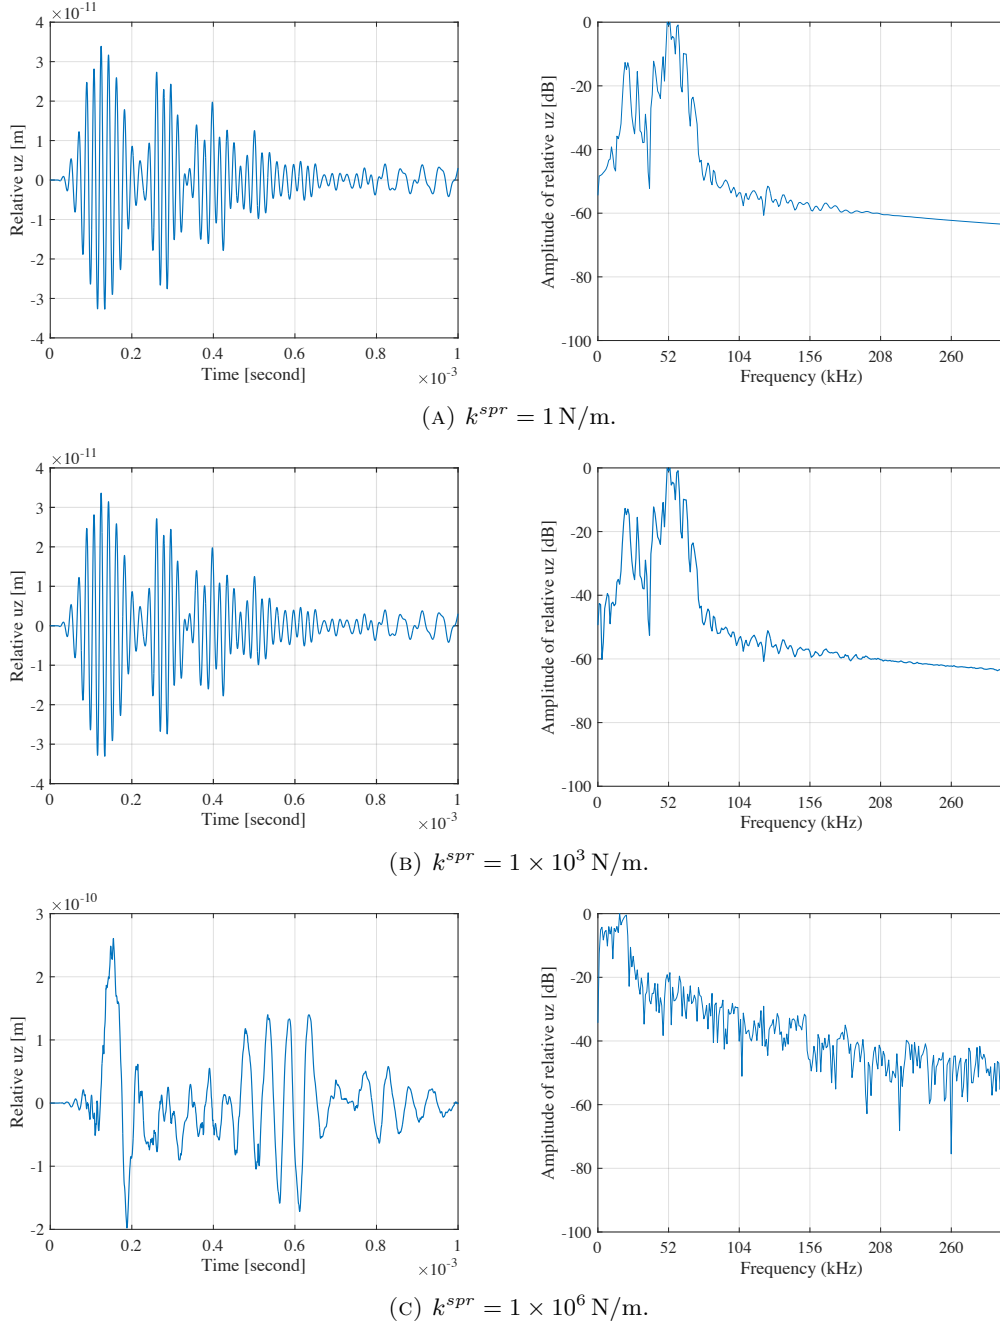 ×10⁻¹¹
4
3
2
1
0
-1
-2
-3
-4
Relative uz [m]
0 0.2 0.4 0.6 0.8 1
Time [second]
×10⁻³
0
-20
-40
-60
-80
-100
Amplitude of relative uz [dB]
0 52 104 156 208 260
Frequency (kHz)
(A) kˢᵖʳ = 1 N/m.
×10⁻¹¹
4
3
2
1
0
-1
-2
-3
-4
Relative uz [m]
0 0.2 0.4 0.6 0.8 1
Time [second]
×10⁻³
0
-20
-40
-60
-80
-100
Amplitude of relative uz [dB]
0 52 104 156 208 260
Frequency (kHz)
(B) kˢᵖʳ = 1 × 10³ N/m.
×10⁻¹⁰
3
2
1
0
-1
-2
Relative uz [m]
0 0.2 0.4 0.6 0.8 1
Time [second]
×10⁻³
0
-20
-40
-60
-80
-100
Amplitude of relative uz [dB]
0 52 104 156 208 260
Frequency (kHz)
(C) kˢᵖʳ = 1 × 10⁶ N/m.